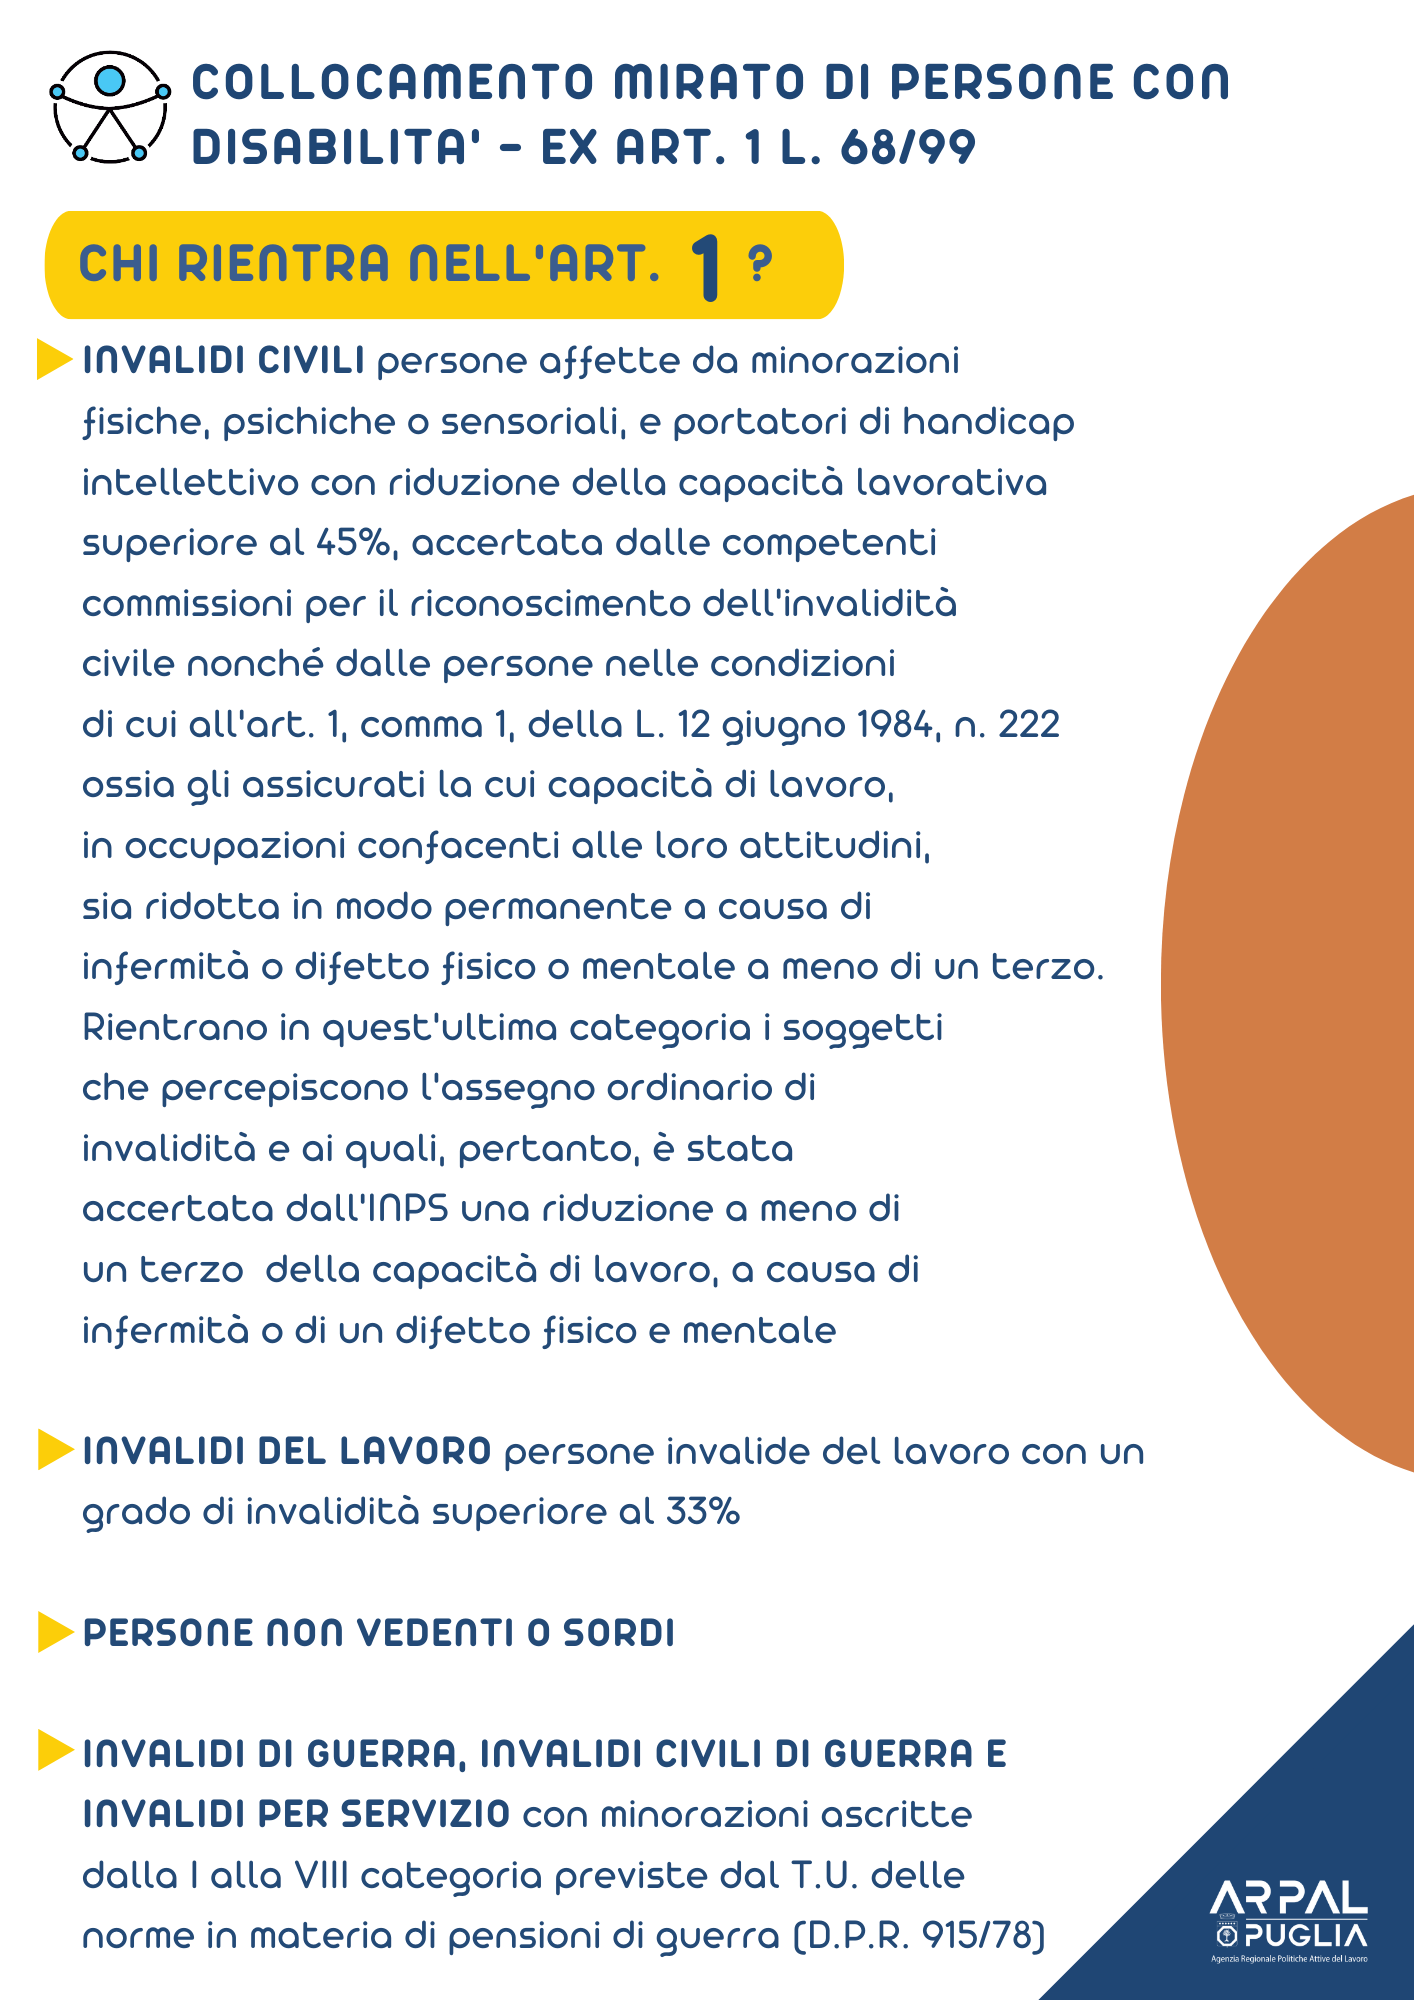 COLLOCAMENTO MIRATO DI PERSONE CON
DISABILITA' - EX ART. 1 L. 68/99
CHI RIENTRA NELL'ART. 1 ?
INVALIDI CIVILI persone affette da minorazioni
fisiche, psichiche o sensoriali, e portatori di handicap
intellettivo con riduzione della capacità lavorativa
superiore al 45%, accertata dalle competenti
commissioni per il riconoscimento dell'invalidità
civile nonché dalle persone nelle condizioni
di cui all'art. 1, comma 1, della L. 12 giugno 1984, n. 222
ossia gli assicurati la cui capacità di lavoro,
in occupazioni confacenti alle loro attitudini,
sia ridotta in modo permanente a causa di
infermità o difetto fisico o mentale a meno di un terzo.
Rientrano in quest'ultima categoria i soggetti
che percepiscono l'assegno ordinario di
invalidità e ai quali, pertanto, è stata
accertata dall'INPS una riduzione a meno di
un terzo della capacità di lavoro, a causa di
infermità o di un difetto fisico e mentale
INVALIDI DEL LAVORO persone invalide del lavoro con un
grado di invalidità superiore al 33%
PERSONE NON VEDENTI O SORDI
INVALIDI DI GUERRA, INVALIDI CIVILI DI GUERRA E
INVALIDI PER SERVIZIO con minorazioni ascritte
dalla I alla VIII categoria previste dal T.U. delle
norme in materia di pensioni di guerra (D.P.R. 915/78)
ARPAL
PUGLIA
Agenzia Regionale Politiche Attive del Lavoro